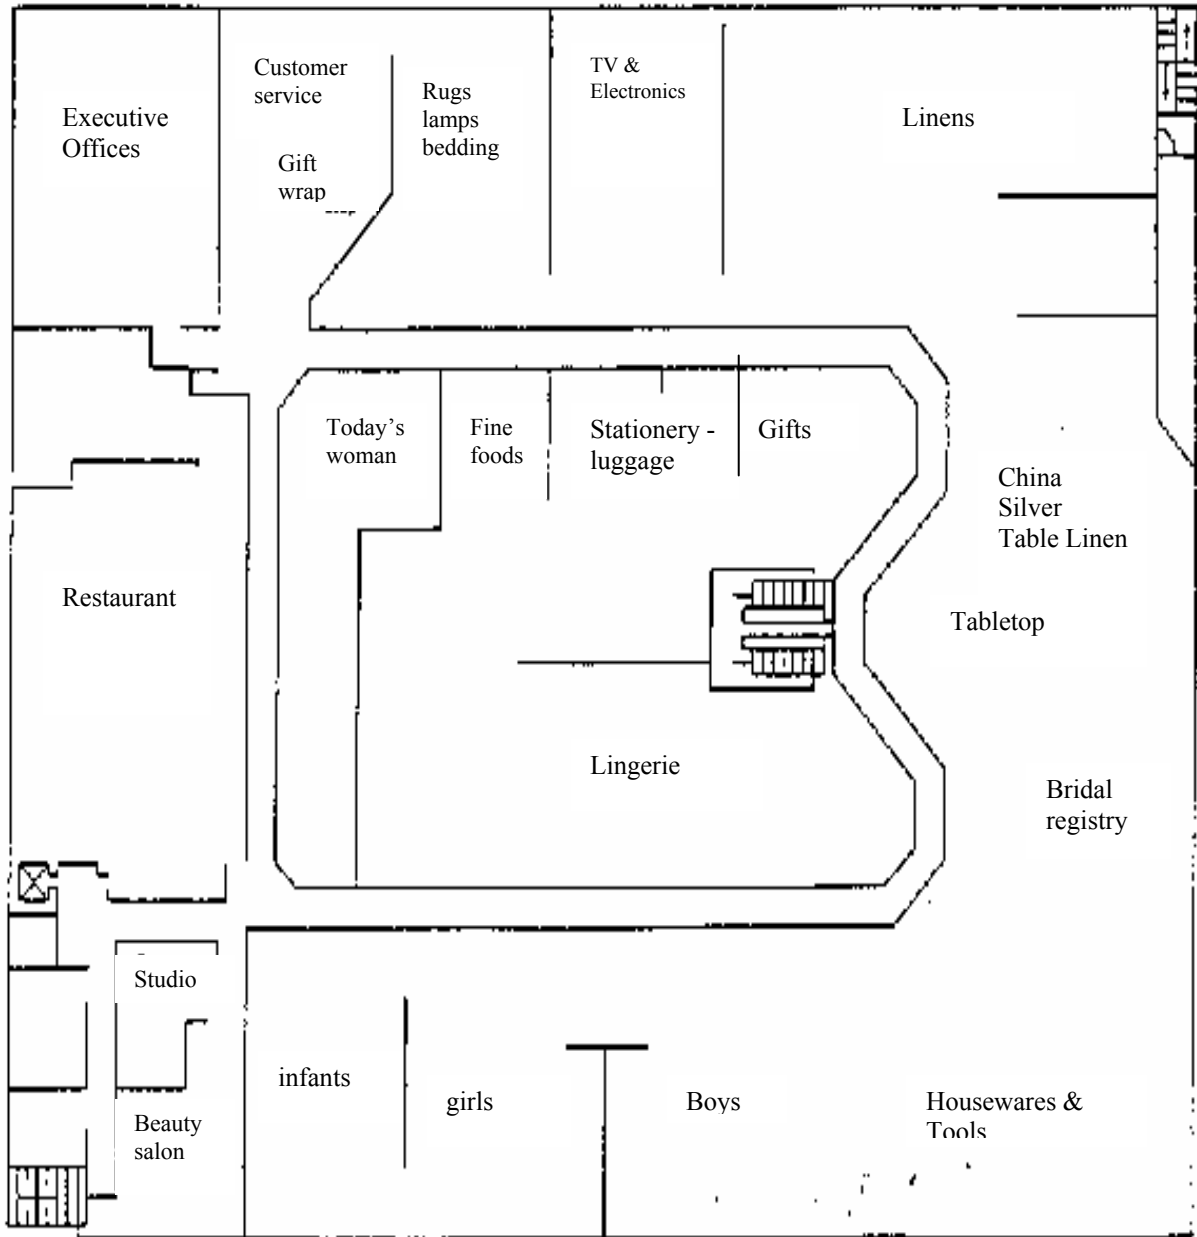 Executive
Offices
Customer
service
Gift
wrap
Rugs
lamps
bedding
TV &
Electronics
Linens
Today's
woman
Fine
foods
Stationery -
luggage
Gifts
China
Silver
Table Linen
Restaurant
Tabletop
Lingerie
Bridal
registry
Studio
infants
girls
Boys
Housewares &
Tools
Beauty
salon